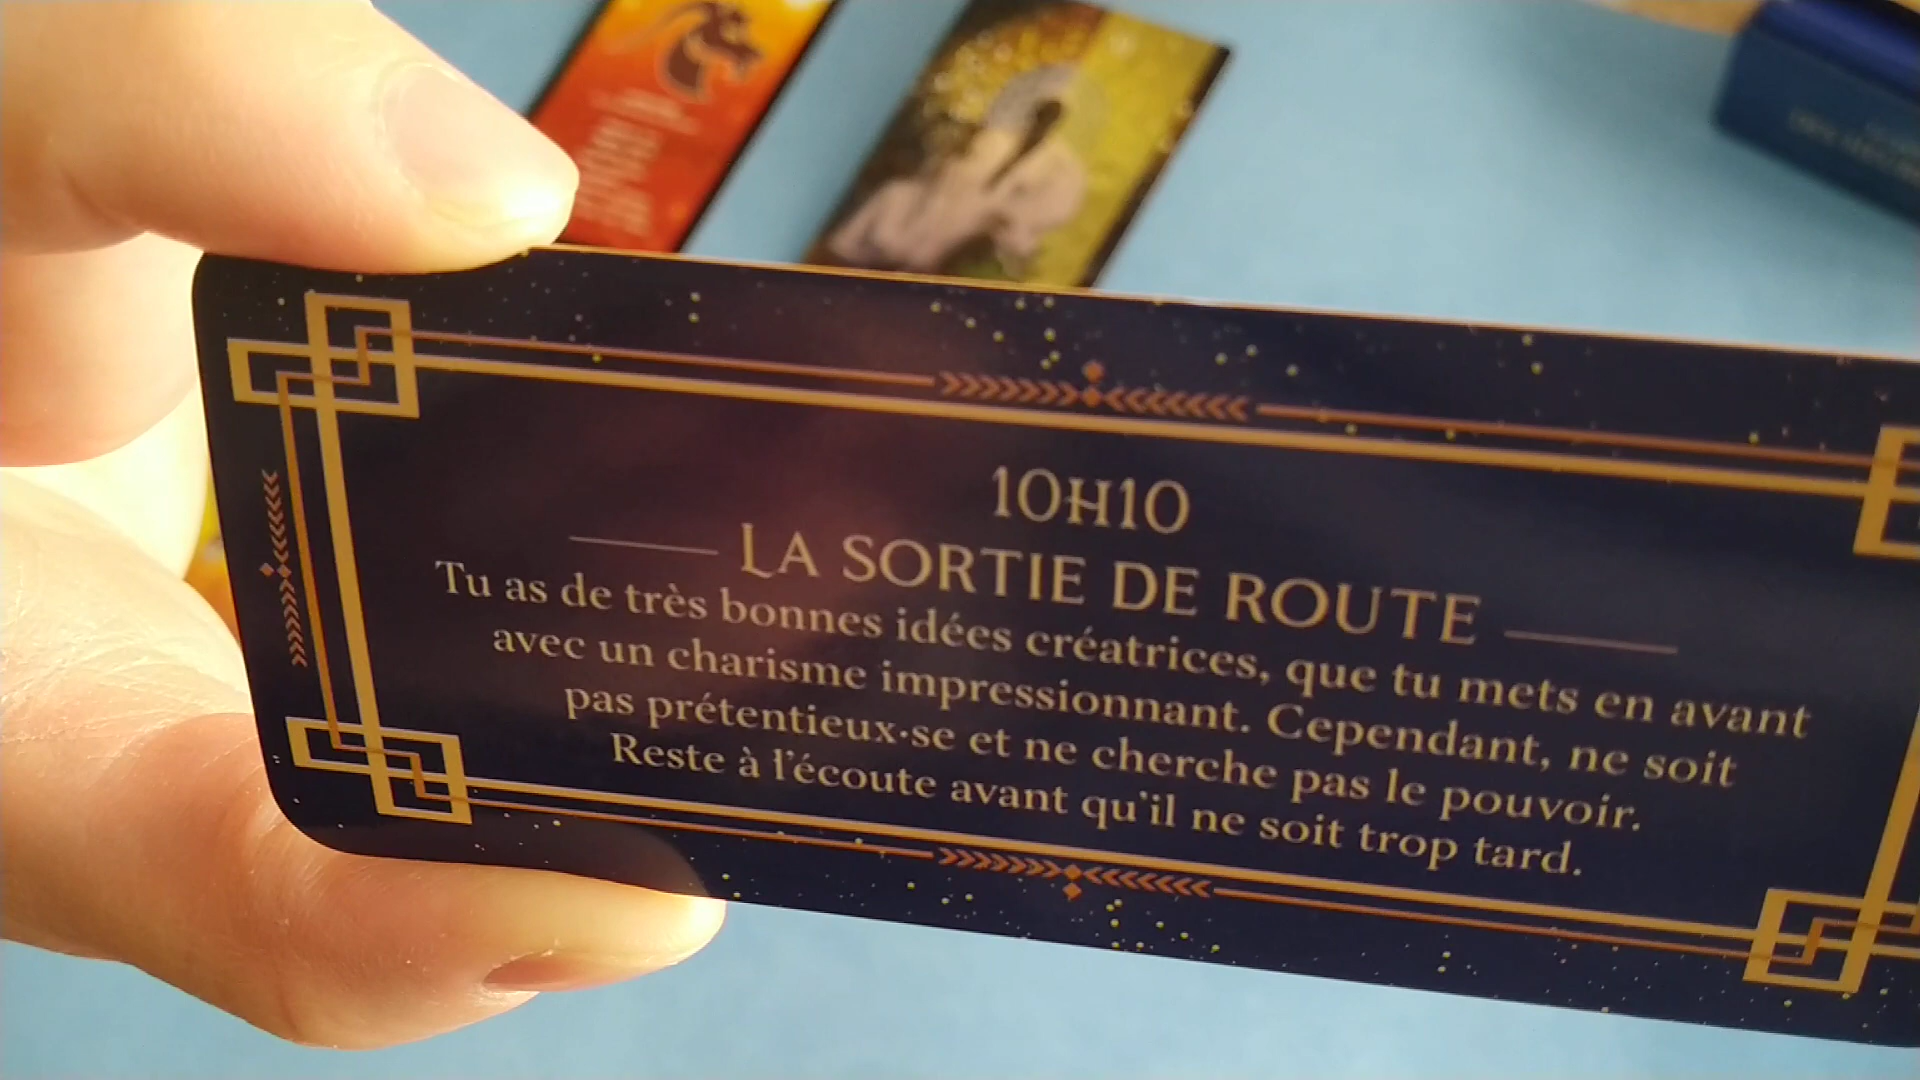 10H10
LA SORTIE DE ROUTE
Tu as de très bonnes idées créatrices, que tu mets en avant
avec un charisme impressionnant. Cependant, ne soit
pas prétentieux·se et ne cherche pas le pouvoir.
Reste à l'écoute avant qu'il ne soit trop tard.